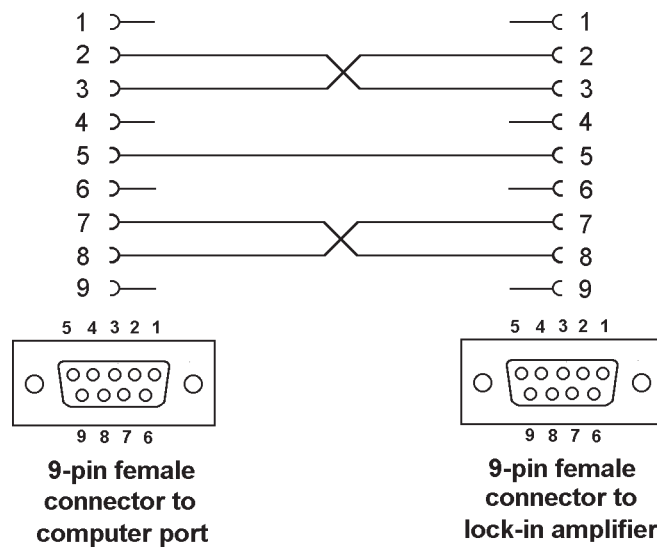 1 1
2 2
3 3
4 4
5 5
6 6
7 7
8 8
9 9
5 4 3 2 1
9 8 7 6
9-pin female
connector to
computer port
5 4 3 2 1
9 8 7 6
9-pin female
connector to
lock-in amplifier